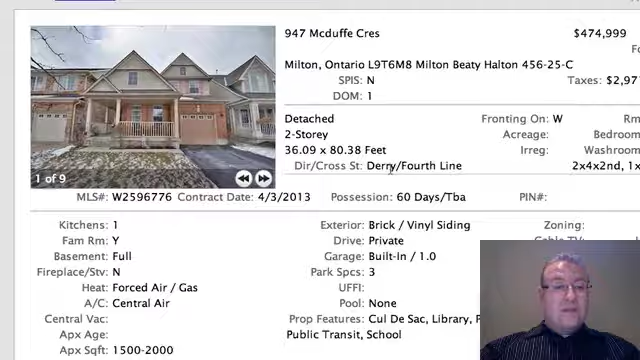 947 Mcduffe Cres $474,999
Milton, Ontario L9T6M8 Milton Beaty Halton 456-25-C
SPIS: N Taxes: $2,97
DOM: 1
Detached Fronting On: W Rm
2-Storey Acreage: Bedroom
36.09 x 80.38 Feet Irreg: Washroom
Dir/Cross St: Derry/Fourth Line 2x4x2nd, 1x
1 of 9
MLS#: W2596776 Contract Date: 4/3/2013 Possession: 60 Days/Tba PIN#:
Kitchens: 1 Exterior: Brick / Vinyl Siding Zoning:
Fam Rm: Y Drive: Private Cable TV:
Basement: Full Garage: Built-In / 1.0
Fireplace/Stv: N Park Spcs: 3
Heat: Forced Air / Gas UFFI:
A/C: Central Air Pool: None
Central Vac: Prop Features: Cul De Sac, Library, P
Apx Age: Public Transit, School
Apx Sqft: 1500-2000